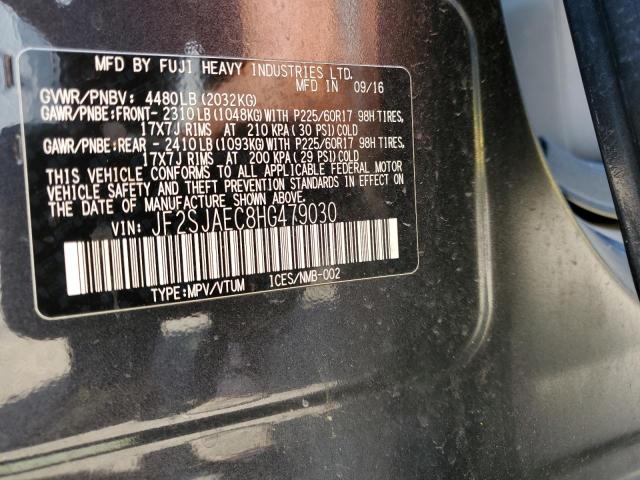 MFD BY FUJI HEAVY INDUSTRIES LTD.
MFD IN 09/16
GVWR/PNBV: 4480LB(2032KG)
GAWR/PNBE:FRONT- 2310LB(1048KG)WITH P225/60R17 98H TIRES,
17X7J RIMS AT 210 KPA(30 PSI)COLD
GAWR/PNBE:REAR - 2410LB(1093KG)WITH P225/60R17 98H TIRES,
17X7J RIMS AT 200 KPA(29 PSI)COLD
THIS VEHICLE CONFORMS TO ALL APPLICABLE FEDERAL MOTOR
VEHICLE SAFETY AND THEFT PREVENTION STANDARDS IN EFFECT ON
THE DATE OF MANUFACTURE SHOWN ABOVE.
VIN: JF2SJAEC8HG479030
TYPE:MPV/VTUM ICES/NMB-002